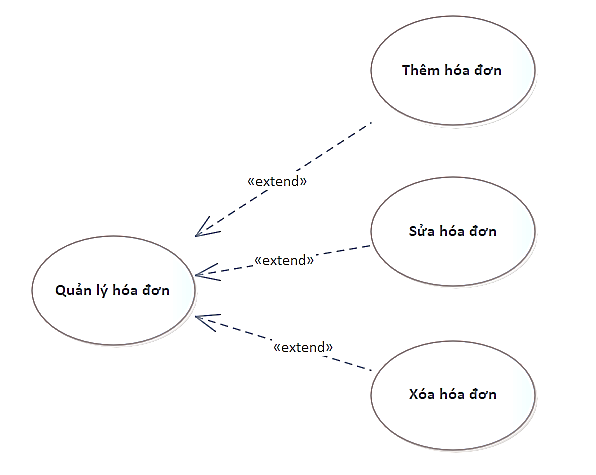 Thêm hóa đơn
«extend»
Sửa hóa đơn
«extend»
Quản lý hóa đơn
«extend»
Xóa hóa đơn